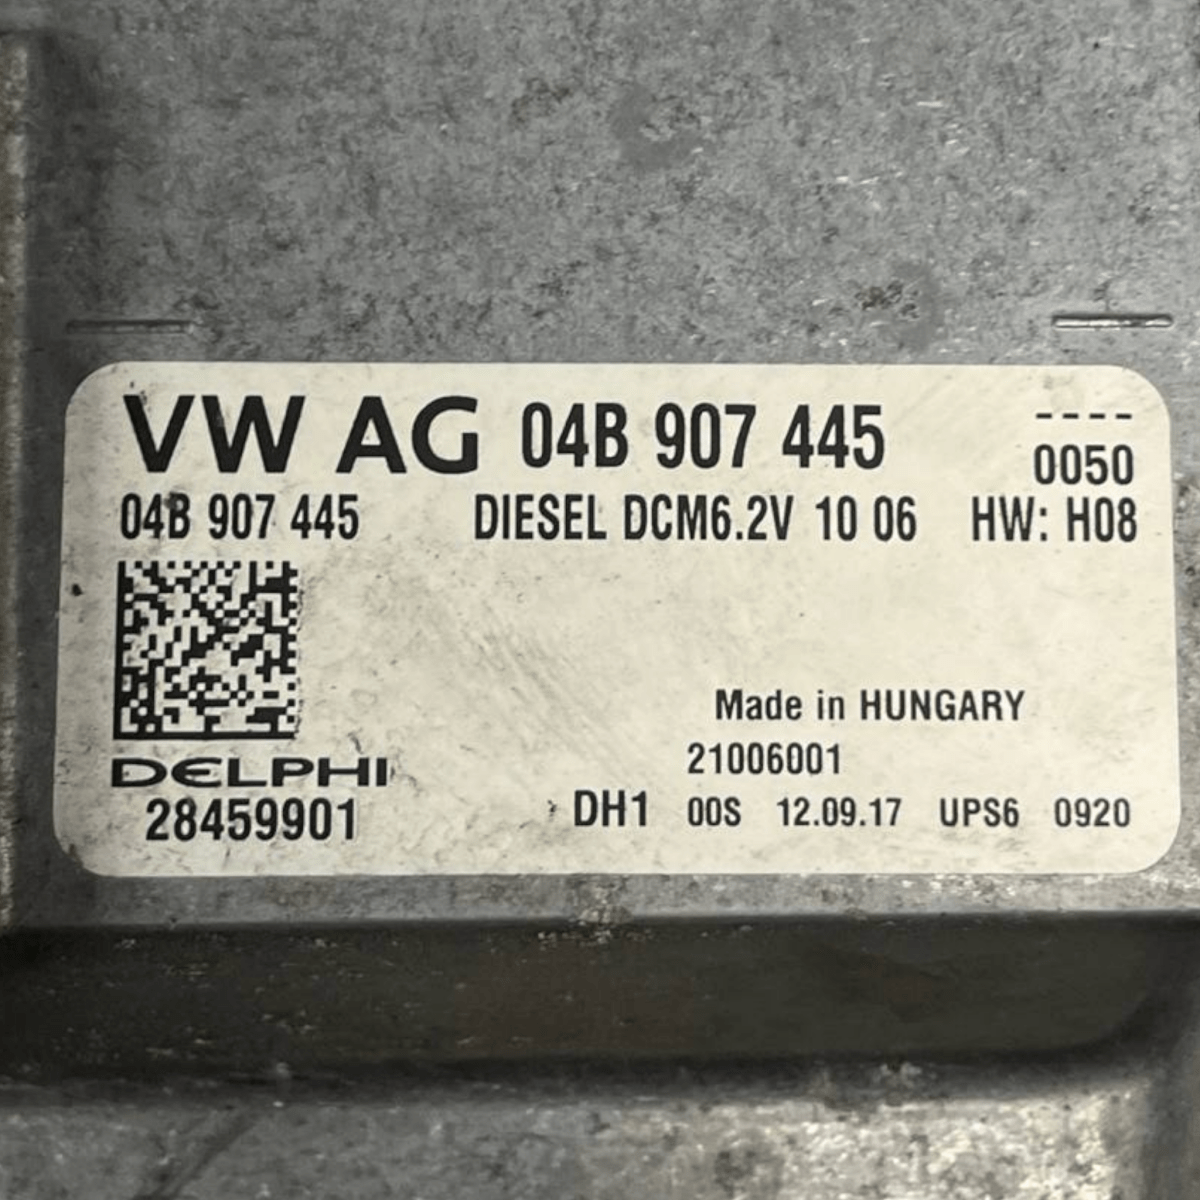 VW AG 04B 907 445 ----
0050
04B 907 445 DIESEL DCM6.2V 10 06 HW: H08
Made in HUNGARY
DELPHI 21006001
28459901 DH1 00S 12.09.17 UPS6 0920